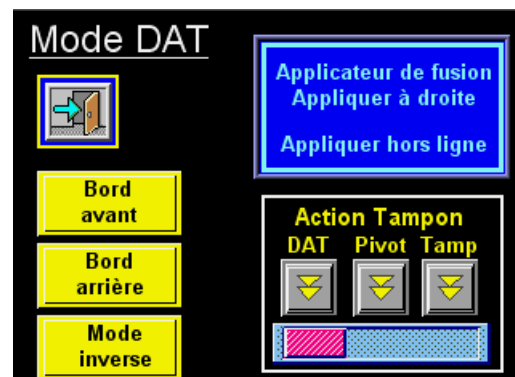 Mode DAT
Applicateur de fusion
Appliquer à droite
Appliquer hors ligne
Bord
avant
Bord
arrière
Mode
inverse
Action Tampon
DAT Pivot Tamp